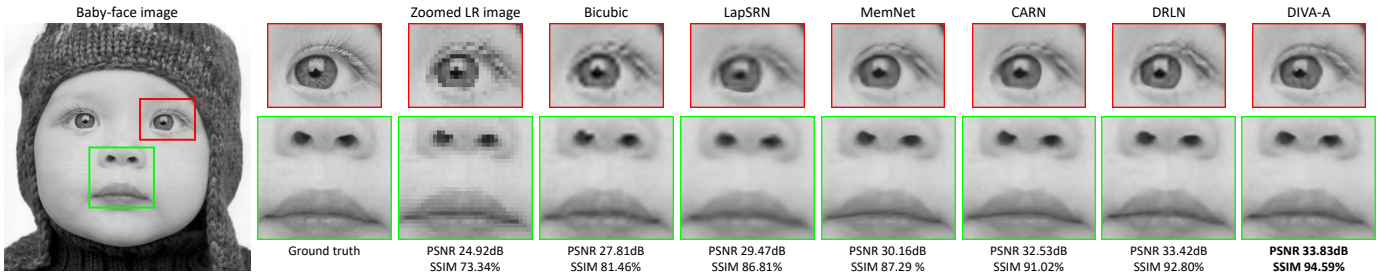 Baby-face image
Zoomed LR image
Bicubic
LapSRN
MemNet
CARN
DRLN
DIVA-A
Ground truth
PSNR 24.92dB
SSIM 73.34%
PSNR 27.81dB
SSIM 81.46%
PSNR 29.47dB
SSIM 86.81%
PSNR 30.16dB
SSIM 87.29 %
PSNR 32.53dB
SSIM 91.02%
PSNR 33.42dB
SSIM 92.80%
PSNR 33.83dB
SSIM 94.59%